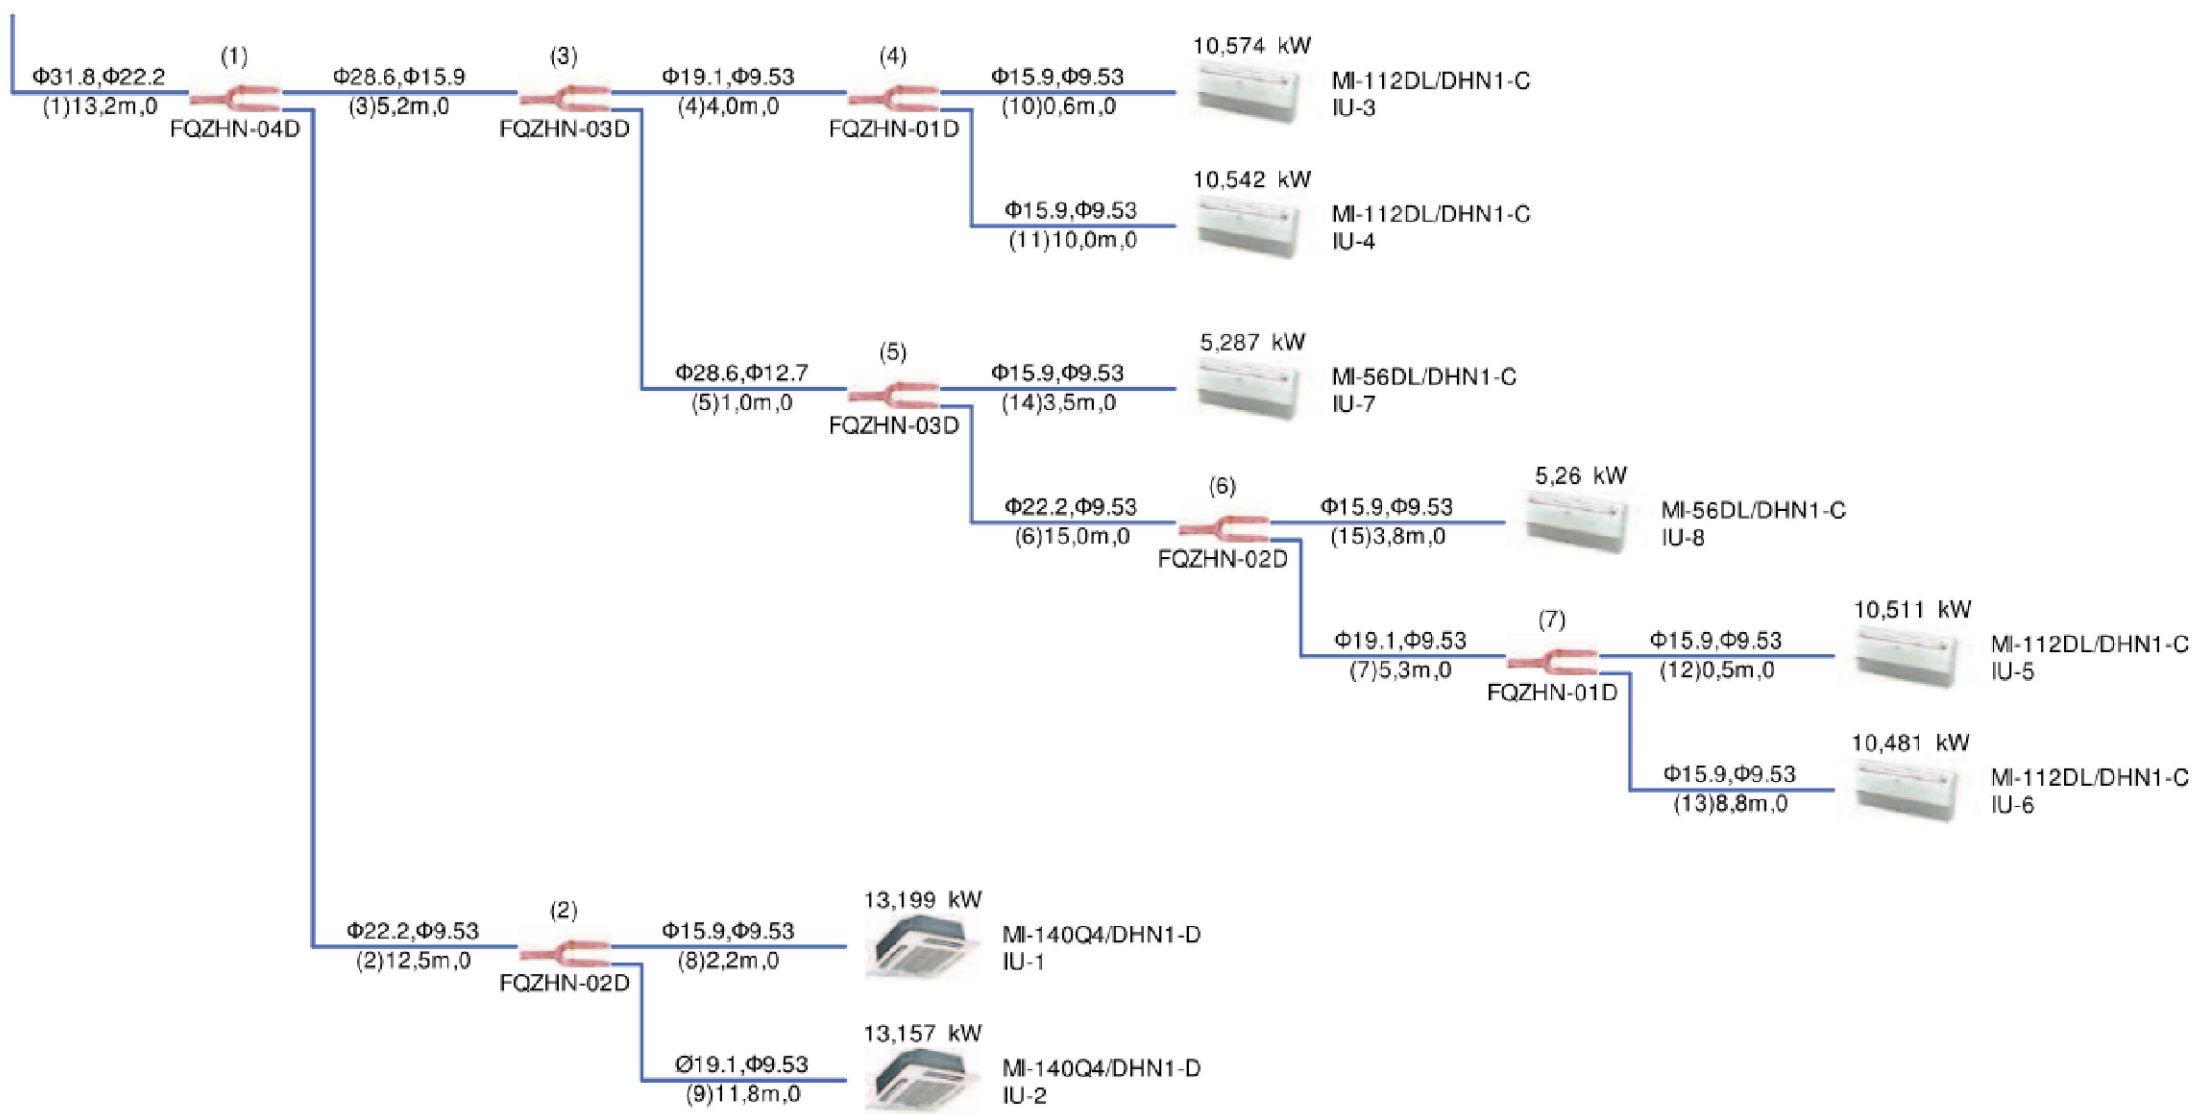 (1)
(3)
(4)
10,574 kW
Φ31.8,Φ22.2
Φ28.6,Φ15.9
Φ19.1,Φ9.53
Φ15.9,Φ9.53
MI-112DL/DHN1-C
(1)13,2m,0
(3)5,2m,0
(4)4,0m,0
(10)0,6m,0
IU-3
FQZHN-04D
FQZHN-03D
FQZHN-01D
10,542 kW
Φ15.9,Φ9.53
MI-112DL/DHN1-C
(11)10,0m,0
IU-4
5,287 kW
(5)
Φ28.6,Φ12.7
Φ15.9,Φ9.53
MI-56DL/DHN1-C
(5)1,0m,0
(14)3,5m,0
IU-7
FQZHN-03D
5,26 kW
(6)
Φ22.2,Φ9.53
Φ15.9,Φ9.53
MI-56DL/DHN1-C
(6)15,0m,0
(15)3,8m,0
IU-8
FQZHN-02D
10,511 kW
(7)
Φ19.1,Φ9.53
Φ15.9,Φ9.53
MI-112DL/DHN1-C
(7)5,3m,0
(12)0,5m,0
IU-5
FQZHN-01D
10,481 kW
Φ15.9,Φ9.53
MI-112DL/DHN1-C
(13)8,8m,0
IU-6
13,199 kW
(2)
Φ22.2,Φ9.53
Φ15.9,Φ9.53
MI-140Q4/DHN1-D
(2)12,5m,0
(8)2,2m,0
IU-1
FQZHN-02D
13,157 kW
Ø19.1,Φ9.53
MI-140Q4/DHN1-D
(9)11,8m,0
IU-2